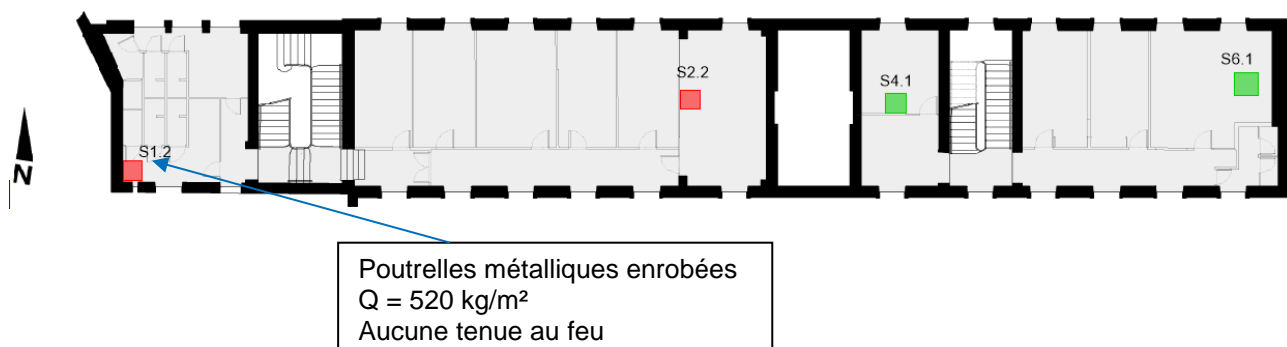 S6.1
S2.2
S4.1
S1.2
N
Poutrelles métalliques enrobées
Q = 520 kg/m²
Aucune tenue au feu